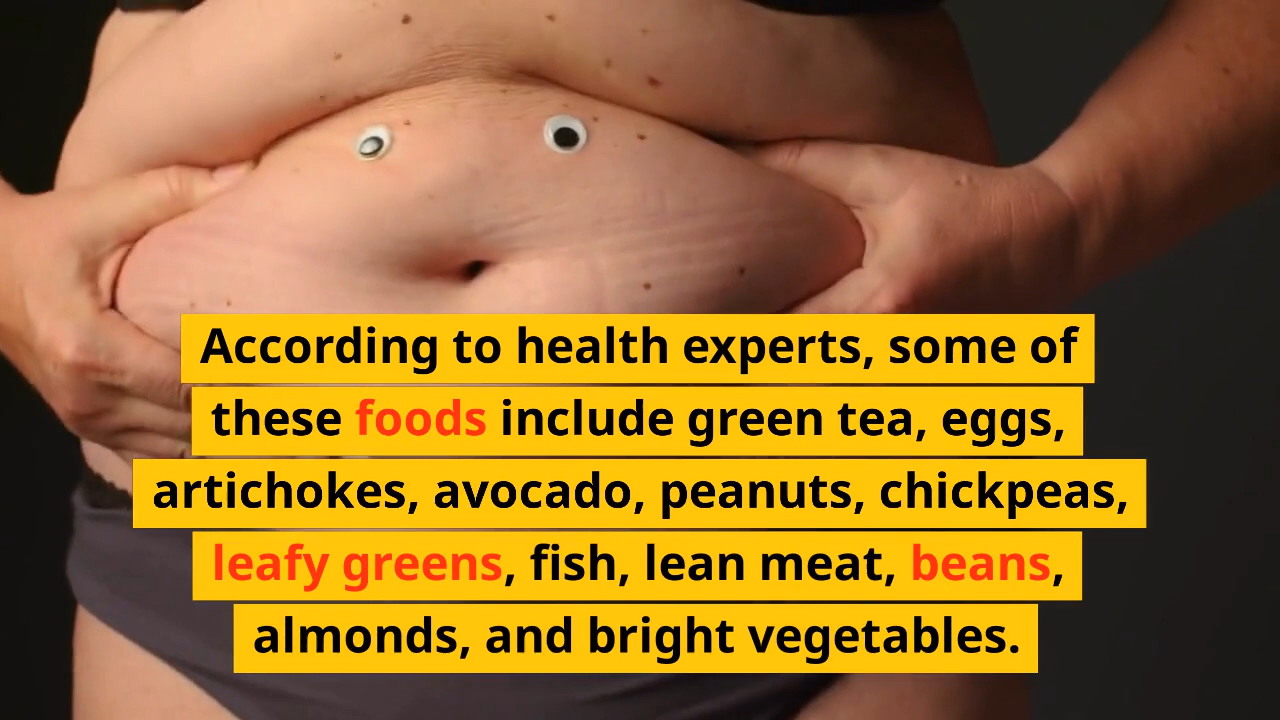 According to health experts, some of
these foods include green tea, eggs,
artichokes, avocado, peanuts, chickpeas,
leafy greens, fish, lean meat, beans,
almonds, and bright vegetables.